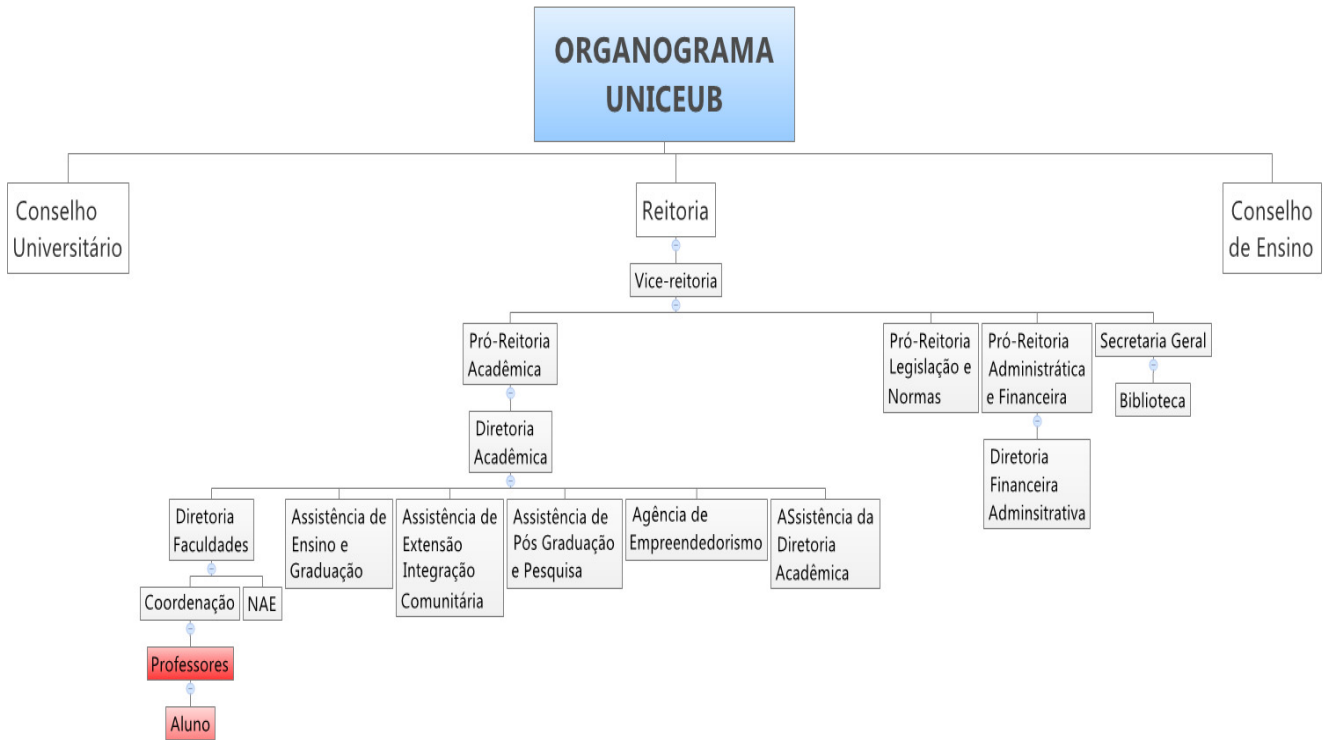 ORGANOGRAMA
UNICEUB
Conselho
Universitário
Reitoria
Conselho
de Ensino
Vice-reitoria
Pró-Reitoria
Acadêmica
Pró-Reitoria
Legislação e
Normas
Pró-Reitoria
Administrática
e Financeira
Secretaria Geral
Biblioteca
Diretoria
Acadêmica
Diretoria
Financeira
Adminsitrativa
Diretoria
Faculdades
Assistência de
Ensino e
Graduação
Assistência de
Extensão
Integração
Comunitária
Assistência de
Pós Graduação
e Pesquisa
Agência de
Empreendedorismo
ASsistência da
Diretoria
Acadêmica
Coordenação
NAE
Professores
Aluno